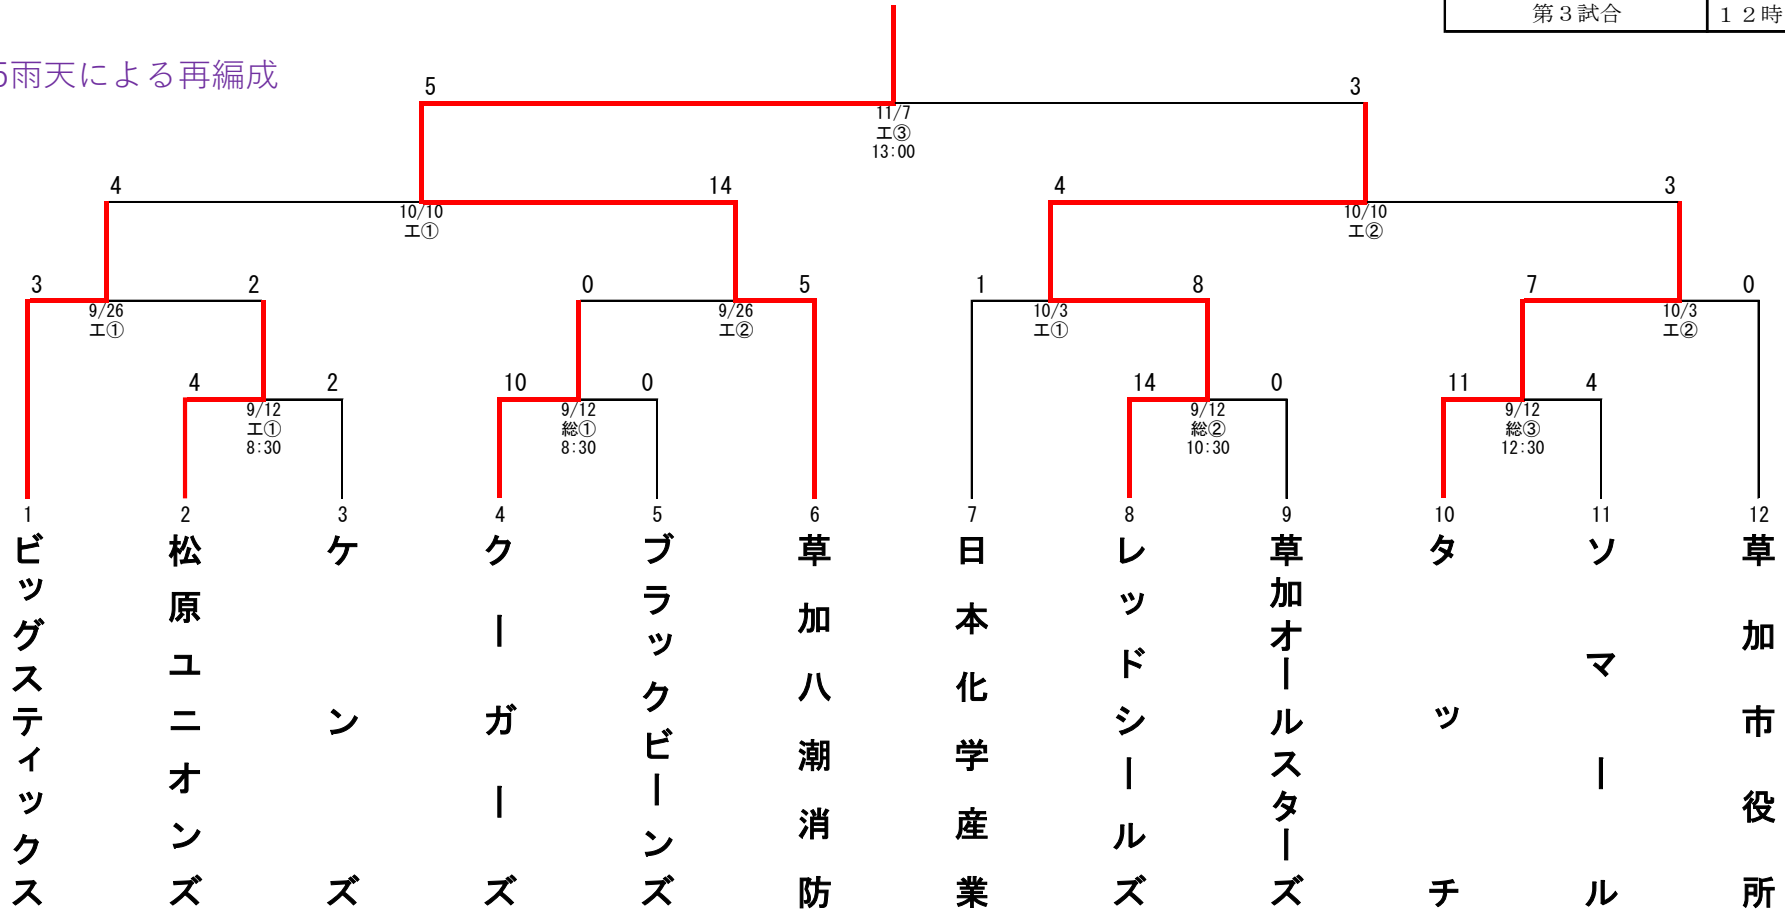 第３試合 １２時
5雨天による再編成
5 3
11/7
エ③
13:00
4 14 4 3
10/10
エ①
10/10
エ②
3 2 0 5 1 8 7 0
9/26
エ①
9/26
エ②
10/3
エ①
10/3
エ②
4 2 10 0 14 0 11 4
9/12
エ①
8:30
9/12
総①
8:30
9/12
総②
10:30
9/12
総③
12:30
1 2 3 4 5 6 7 8 9 10 11 12
ビッグスティックス
松原ユニオンズ
ケンズ
クーガーズ
ブラックビーンズ
草加八潮消防
日本化学産業
レッドシールズ
草加オールスターズ
タッチ
ソマール
草加市役所